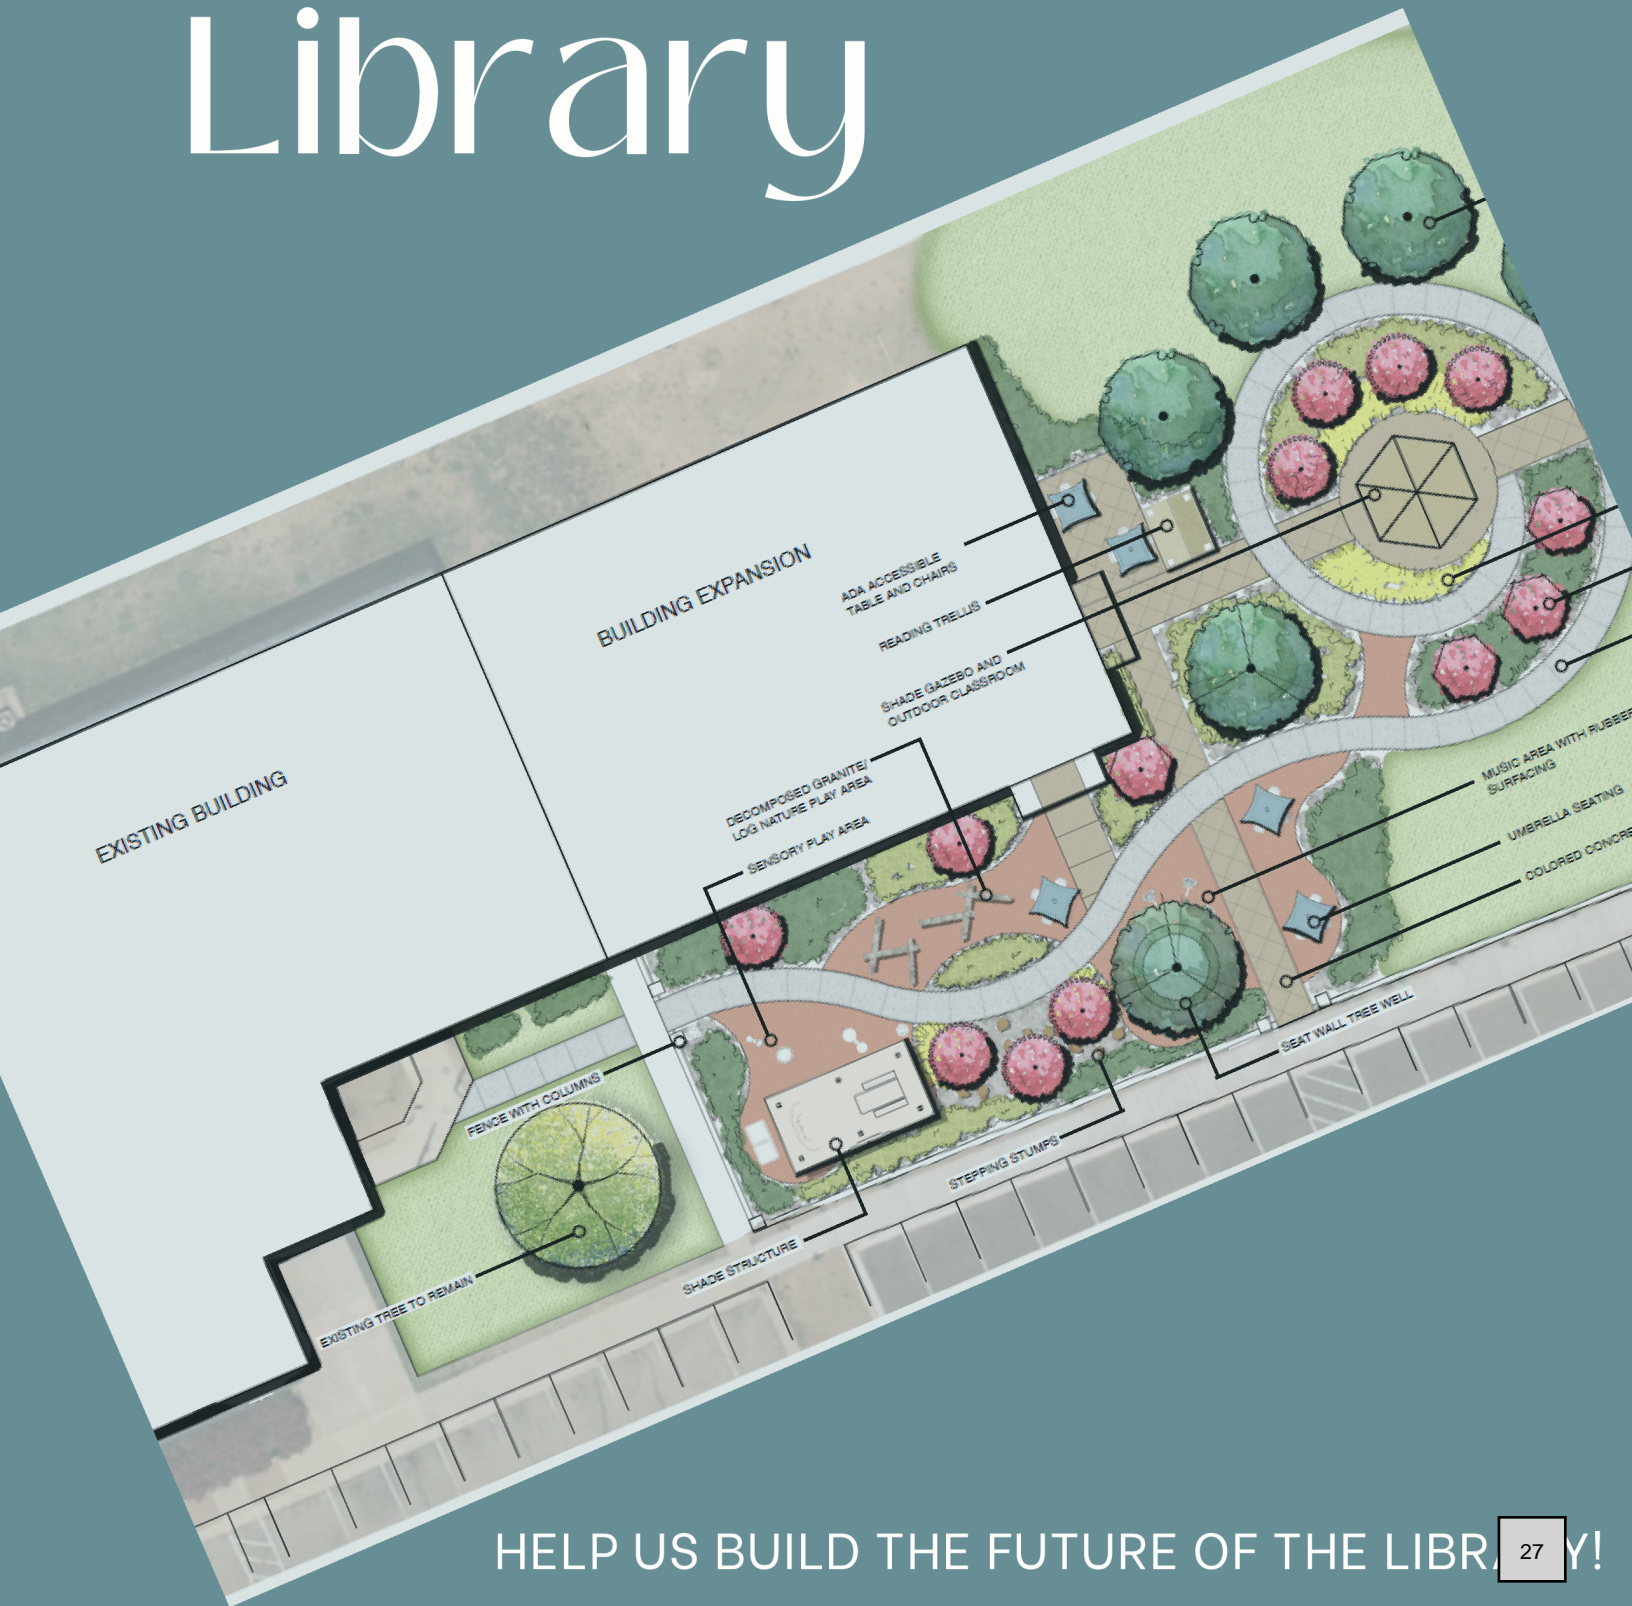 Library
BUILDING EXPANSION
ADA ACCESSIBLE
TABLE AND CHAIRS
READING TRELLIS
SHADE GAZEBO AND
OUTDOOR CLASSROOM
EXISTING BUILDING
DECOMPOSED GRANITE/
LOG NATURE PLAY AREA
SENSORY PLAY AREA
MUSIC AREA WITH RUBBER
SURFACING
UMBRELLA SEATING
COLORED
SEAT WALL TREE WELL
FENCE WITH COLUMNS
STEPPING STUMPS
SHADE STRUCTURE
EXISTING TREE TO REMAIN
HELP US BUILD THE FUTURE OF THE
27